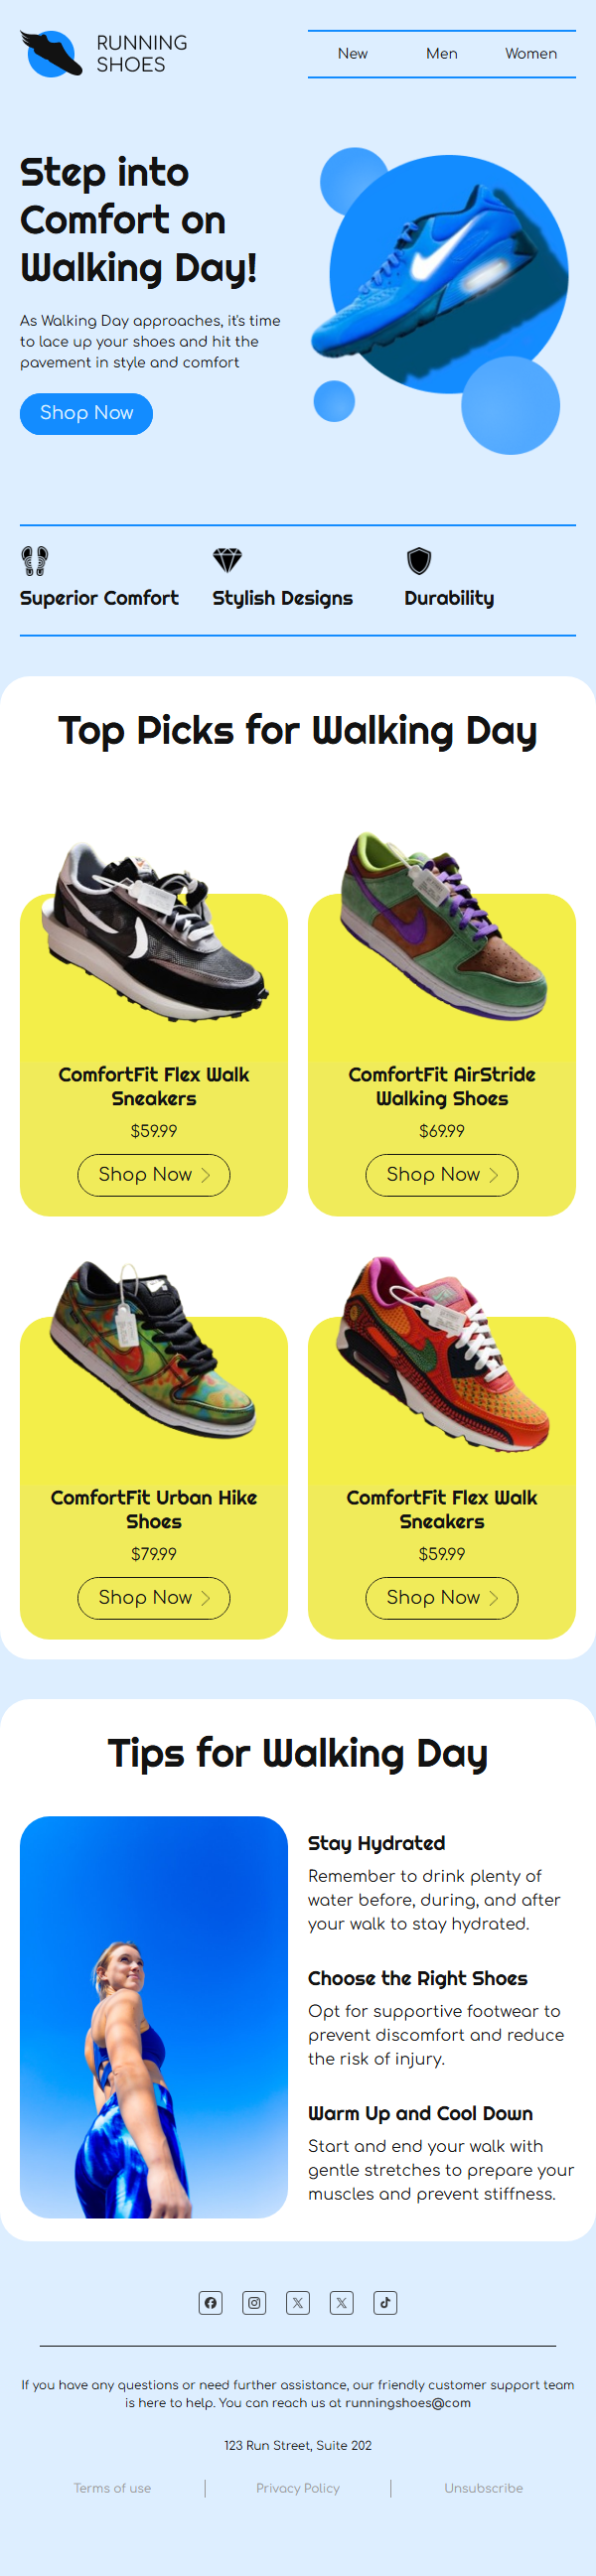 RUNNING
SHOES
New
Men
Women
Step into
Comfort on
Walking Day!
As Walking Day approaches, it's time
to lace up your shoes and hit the
pavement in style and comfort
Shop Now
Superior Comfort
Stylish Designs
Durability
Top Picks for Walking Day
ComfortFit Flex Walk
Sneakers
$59.99
Shop Now
ComfortFit AirStride
Walking Shoes
$69.99
Shop Now
ComfortFit Urban Hike
Shoes
$79.99
Shop Now
ComfortFit Flex Walk
Sneakers
$59.99
Shop Now
Tips for Walking Day
Stay Hydrated
Remember to drink plenty of
water before, during, and after
your walk to stay hydrated.
Choose the Right Shoes
Opt for supportive footwear to
prevent discomfort and reduce
the risk of injury.
Warm Up and Cool Down
Start and end your walk with
gentle stretches to prepare your
muscles and prevent stiffness.
If you have any questions or need further assistance, our friendly customer support team
is here to help. You can reach us at runningshoes@com
123 Run Street, Suite 202
Terms of use
Privacy Policy
Unsubscribe